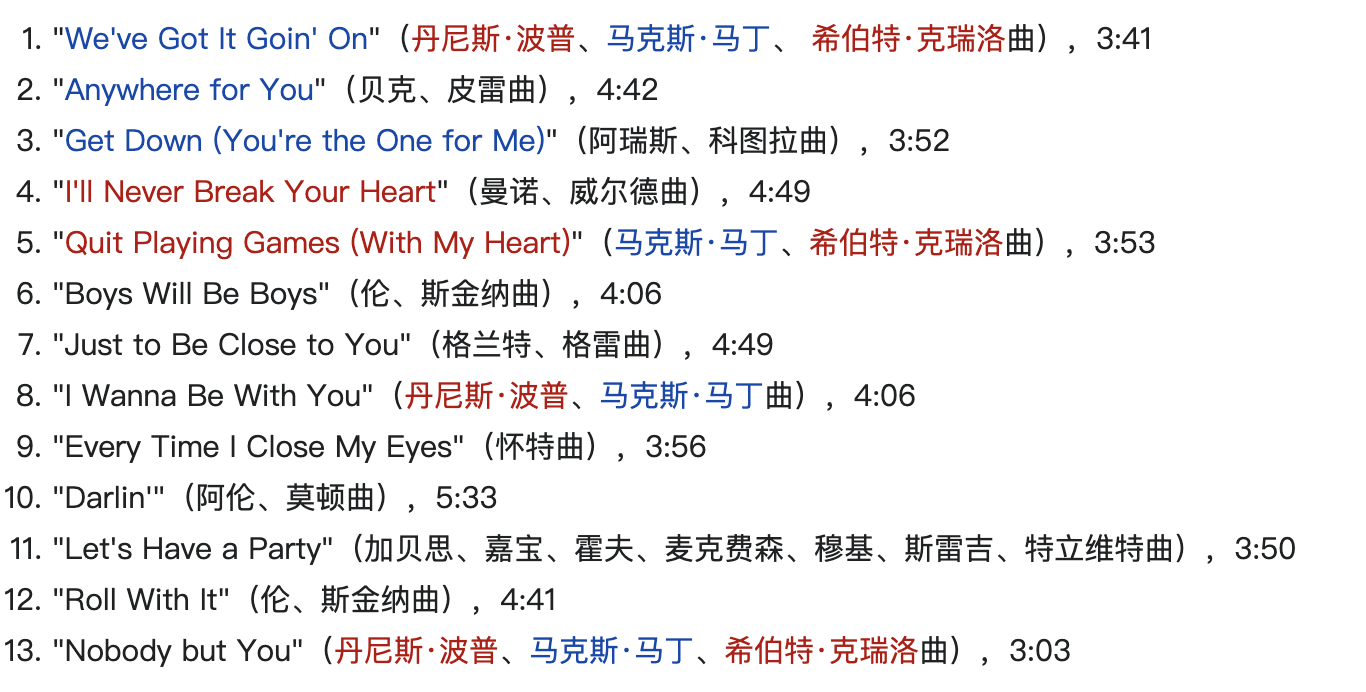 1. "We've Got It Goin' On"（丹尼斯·波普、马克斯·马丁、 希伯特·克瑞洛曲），3:41
2. "Anywhere for You"（贝克、皮雷曲），4:42
3. "Get Down (You're the One for Me)"（阿瑞斯、科图拉曲），3:52
4. "I'll Never Break Your Heart"（曼诺、威尔德曲），4:49
5. "Quit Playing Games (With My Heart)"（马克斯·马丁、希伯特·克瑞洛曲），3:53
6. "Boys Will Be Boys"（伦、斯金纳曲），4:06
7. "Just to Be Close to You"（格兰特、格雷曲），4:49
8. "I Wanna Be With You"（丹尼斯·波普、马克斯·马丁曲），4:06
9. "Every Time I Close My Eyes"（怀特曲），3:56
10. "Darlin'"（阿伦、莫顿曲），5:33
11. "Let's Have a Party"（加贝思、嘉宝、霍夫、麦克费森、穆基、斯雷吉、特立维特曲），3:50
12. "Roll With It"（伦、斯金纳曲），4:41
13. "Nobody but You"（丹尼斯·波普、马克斯·马丁、希伯特·克瑞洛曲），3:03